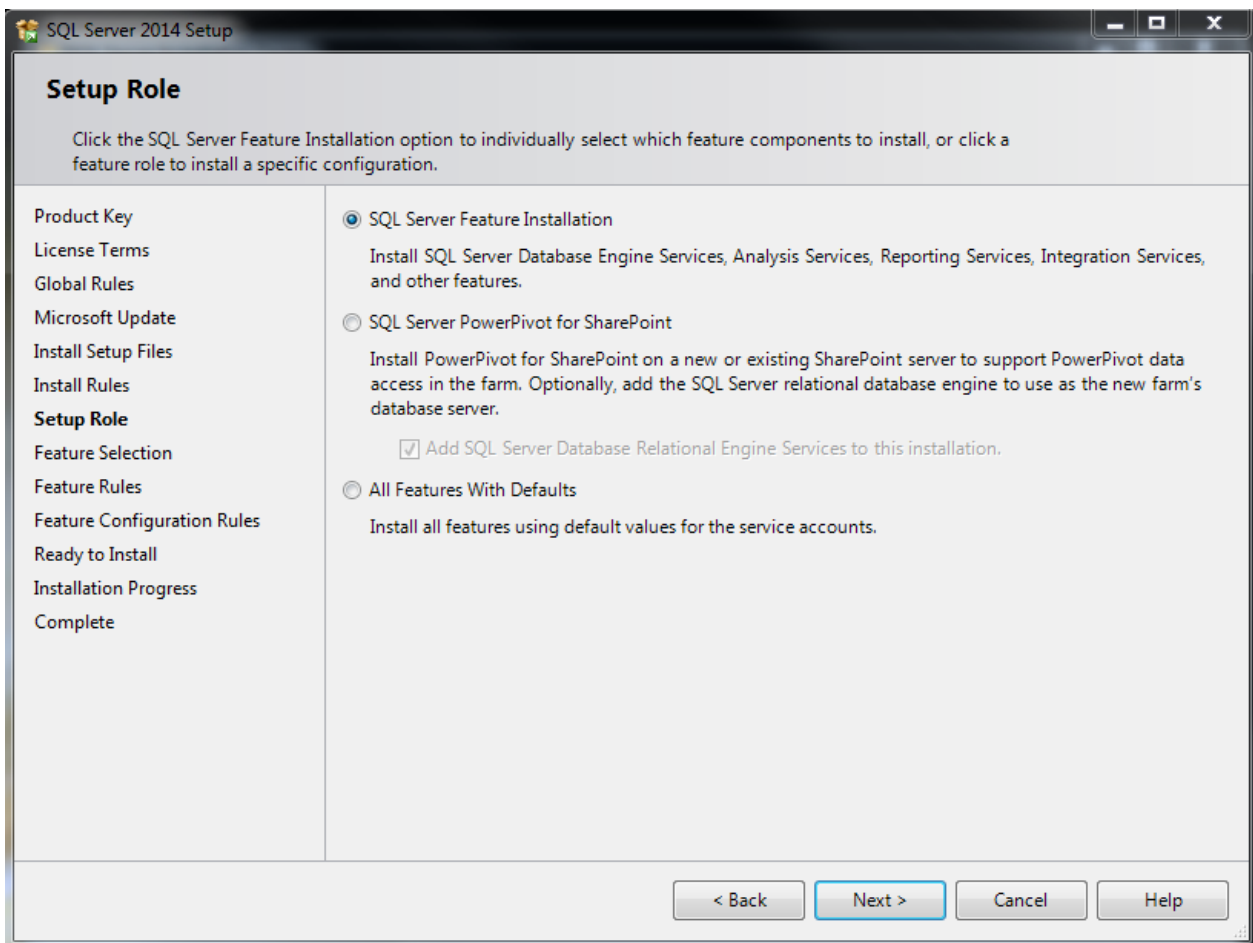 SQL Server 2014 Setup
Setup Role
Click the SQL Server Feature Installation option to individually select which feature components to install, or click a
feature role to install a specific configuration.
Product Key
License Terms
Global Rules
Microsoft Update
Install Setup Files
Install Rules
Setup Role
Feature Selection
Feature Rules
Feature Configuration Rules
Ready to Install
Installation Progress
Complete
SQL Server Feature Installation
Install SQL Server Database Engine Services, Analysis Services, Reporting Services, Integration Services,
and other features.
SQL Server PowerPivot for SharePoint
Install PowerPivot for SharePoint on a new or existing SharePoint server to support PowerPivot data
access in the farm. Optionally, add the SQL Server relational database engine to use as the new farm's
database server.
Add SQL Server Database Relational Engine Services to this installation.
All Features With Defaults
Install all features using default values for the service accounts.
< Back
Next >
Cancel
Help